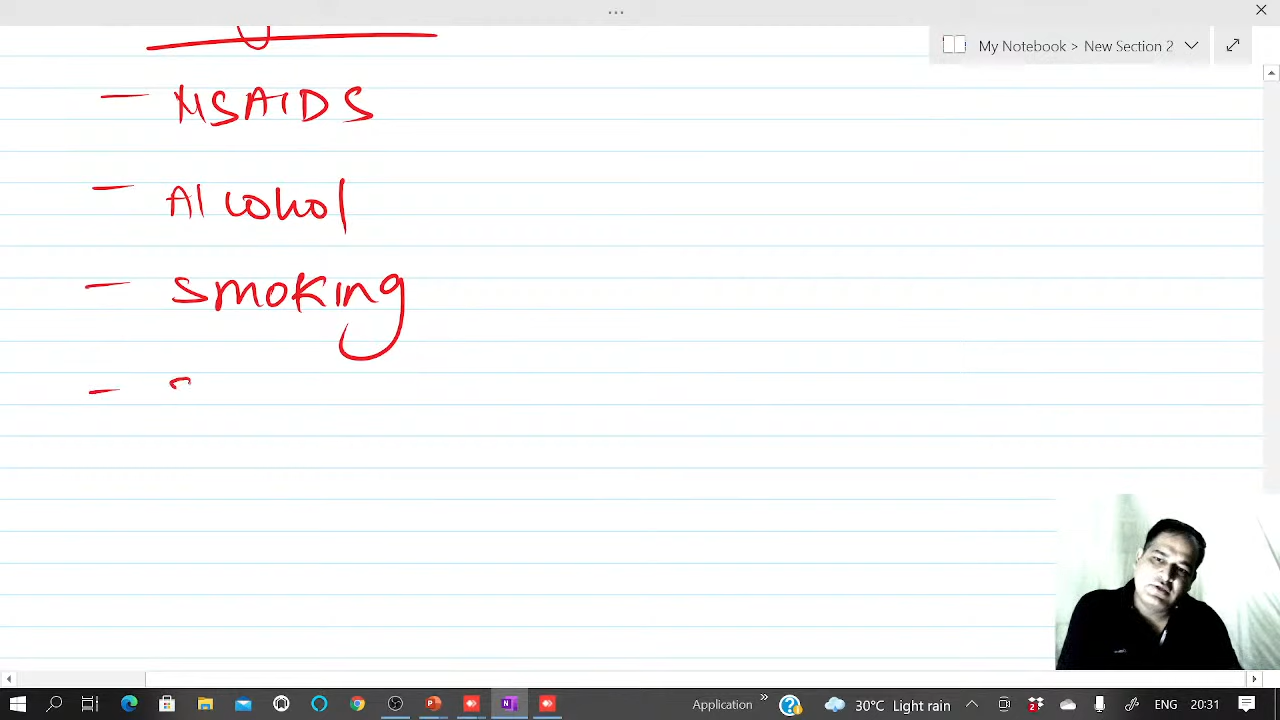 My Notebook > New Section 2
- NSAIDS
- Alcohol
- Smoking
-
Application
30°C Light rain
ENG
20:31